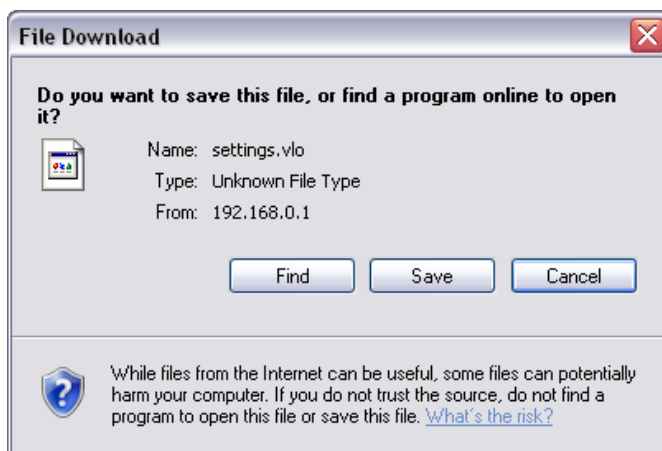 File Download
Do you want to save this file, or find a program online to open
it?
Name: settings.vlo
Type: Unknown File Type
From: 192.168.0.1
Find Save Cancel
While files from the Internet can be useful, some files can potentially
harm your computer. If you do not trust the source, do not find a
program to open this file or save this file. What's the risk?